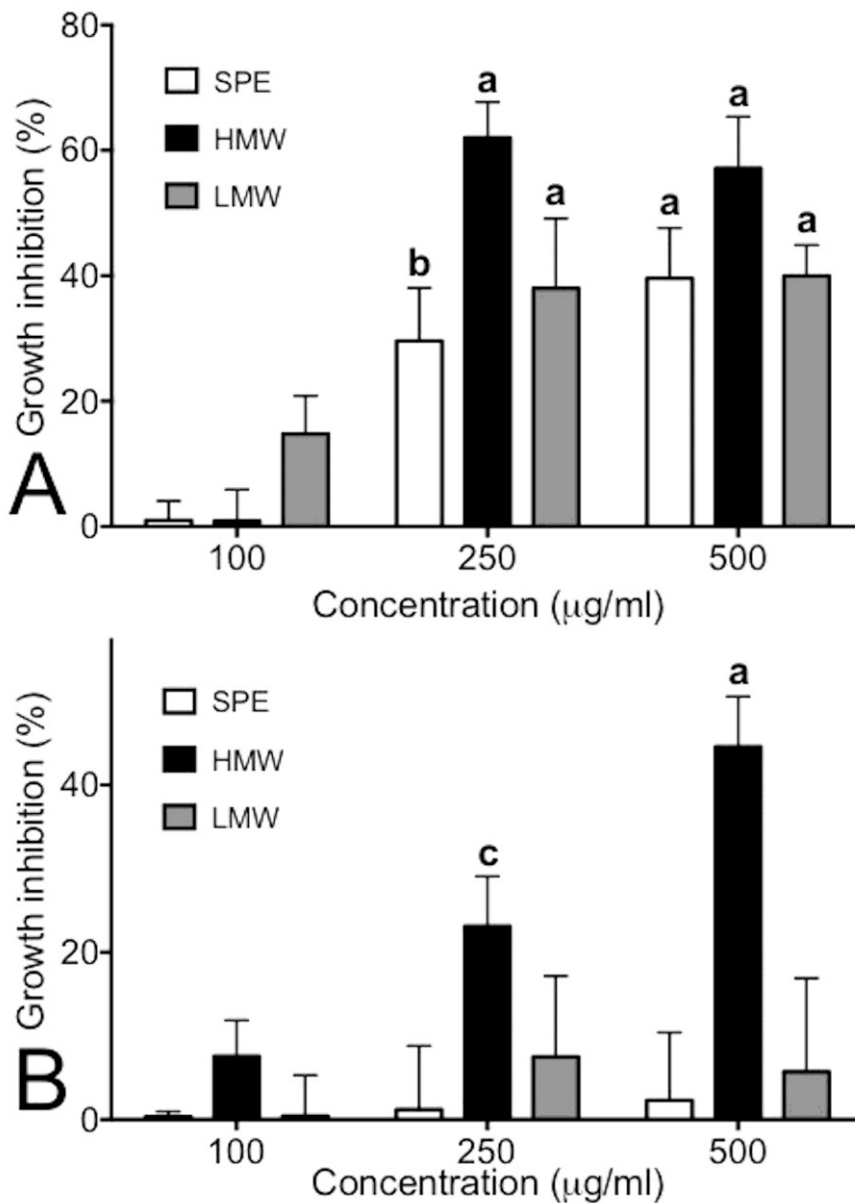 80
60
40
20
0
Growth inhibition (%)
SPE
HMW
LMW
a
a
a
a
a
b
A
100
250
500
Concentration (μg/ml)
40
20
0
Growth inhibition (%)
SPE
HMW
LMW
c
a
B
100
250
500
Concentration (μg/ml)